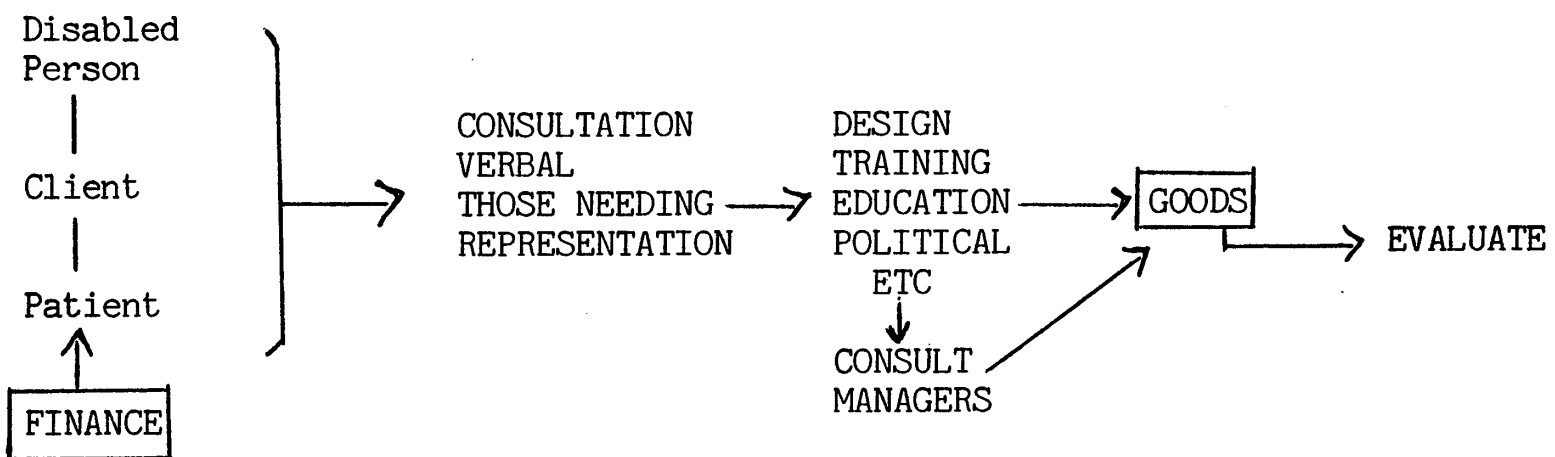 Disabled
Person
Client
Patient
FINANCE
CONSULTATION
VERBAL
THOSE NEEDING
REPRESENTATION
DESIGN
TRAINING
EDUCATION
POLITICAL
ETC
CONSULT
MANAGERS
GOODS
EVALUATE